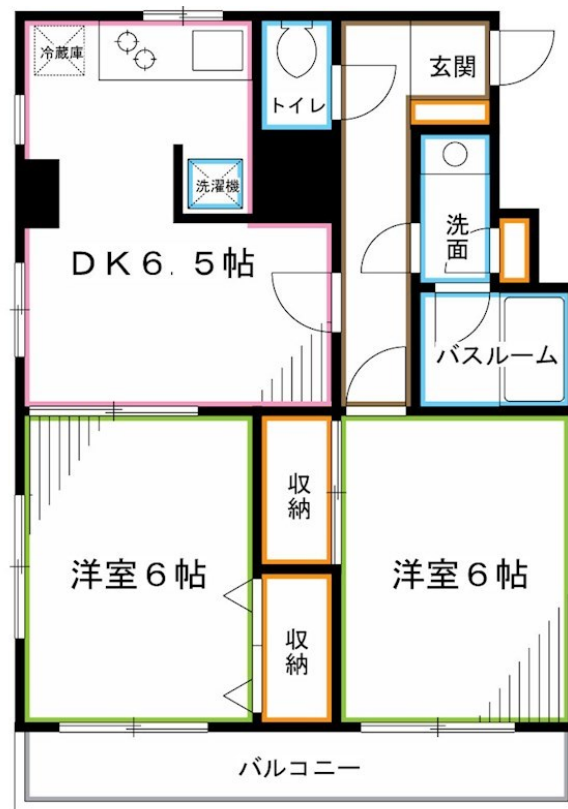 冷蔵庫
トイレ
玄関
洗濯機
洗面
DK6.5帖
バスルーム
収納
洋室6帖
洋室6帖
収納
バルコニー